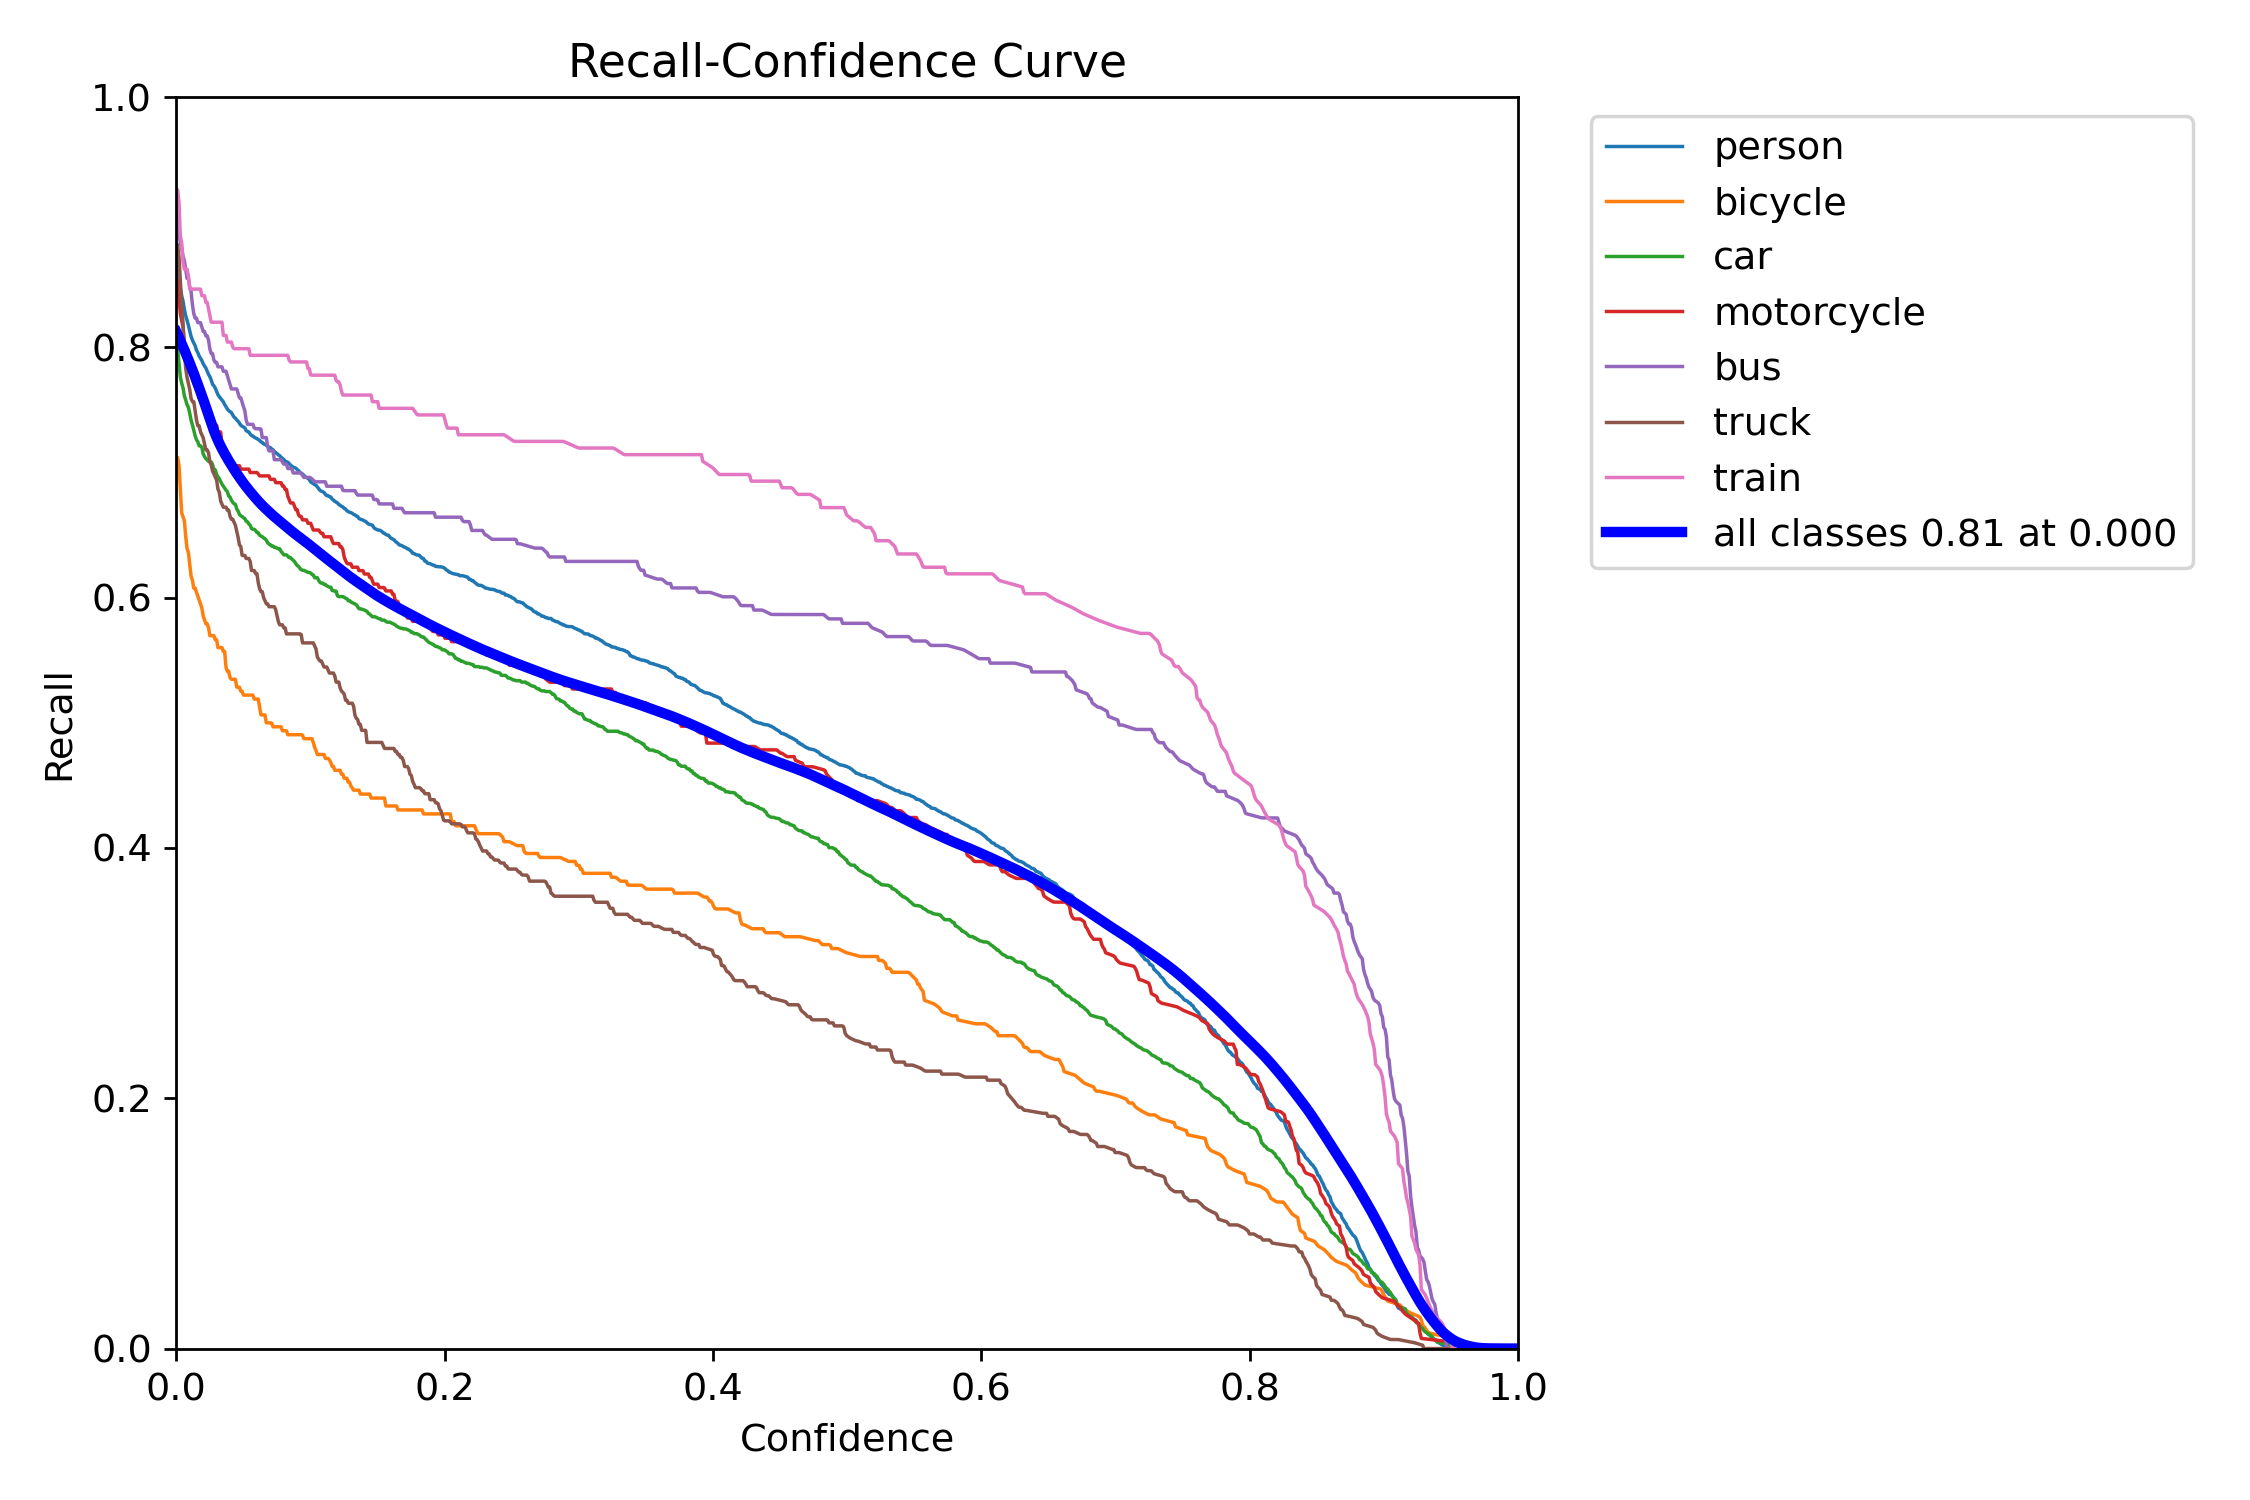 Recall-Confidence Curve
1.0
0.8
0.6
0.4
0.2
0.0
Recall
0.0 0.2 0.4 0.6 0.8 1.0
Confidence
person
bicycle
car
motorcycle
bus
truck
train
all classes 0.81 at 0.000